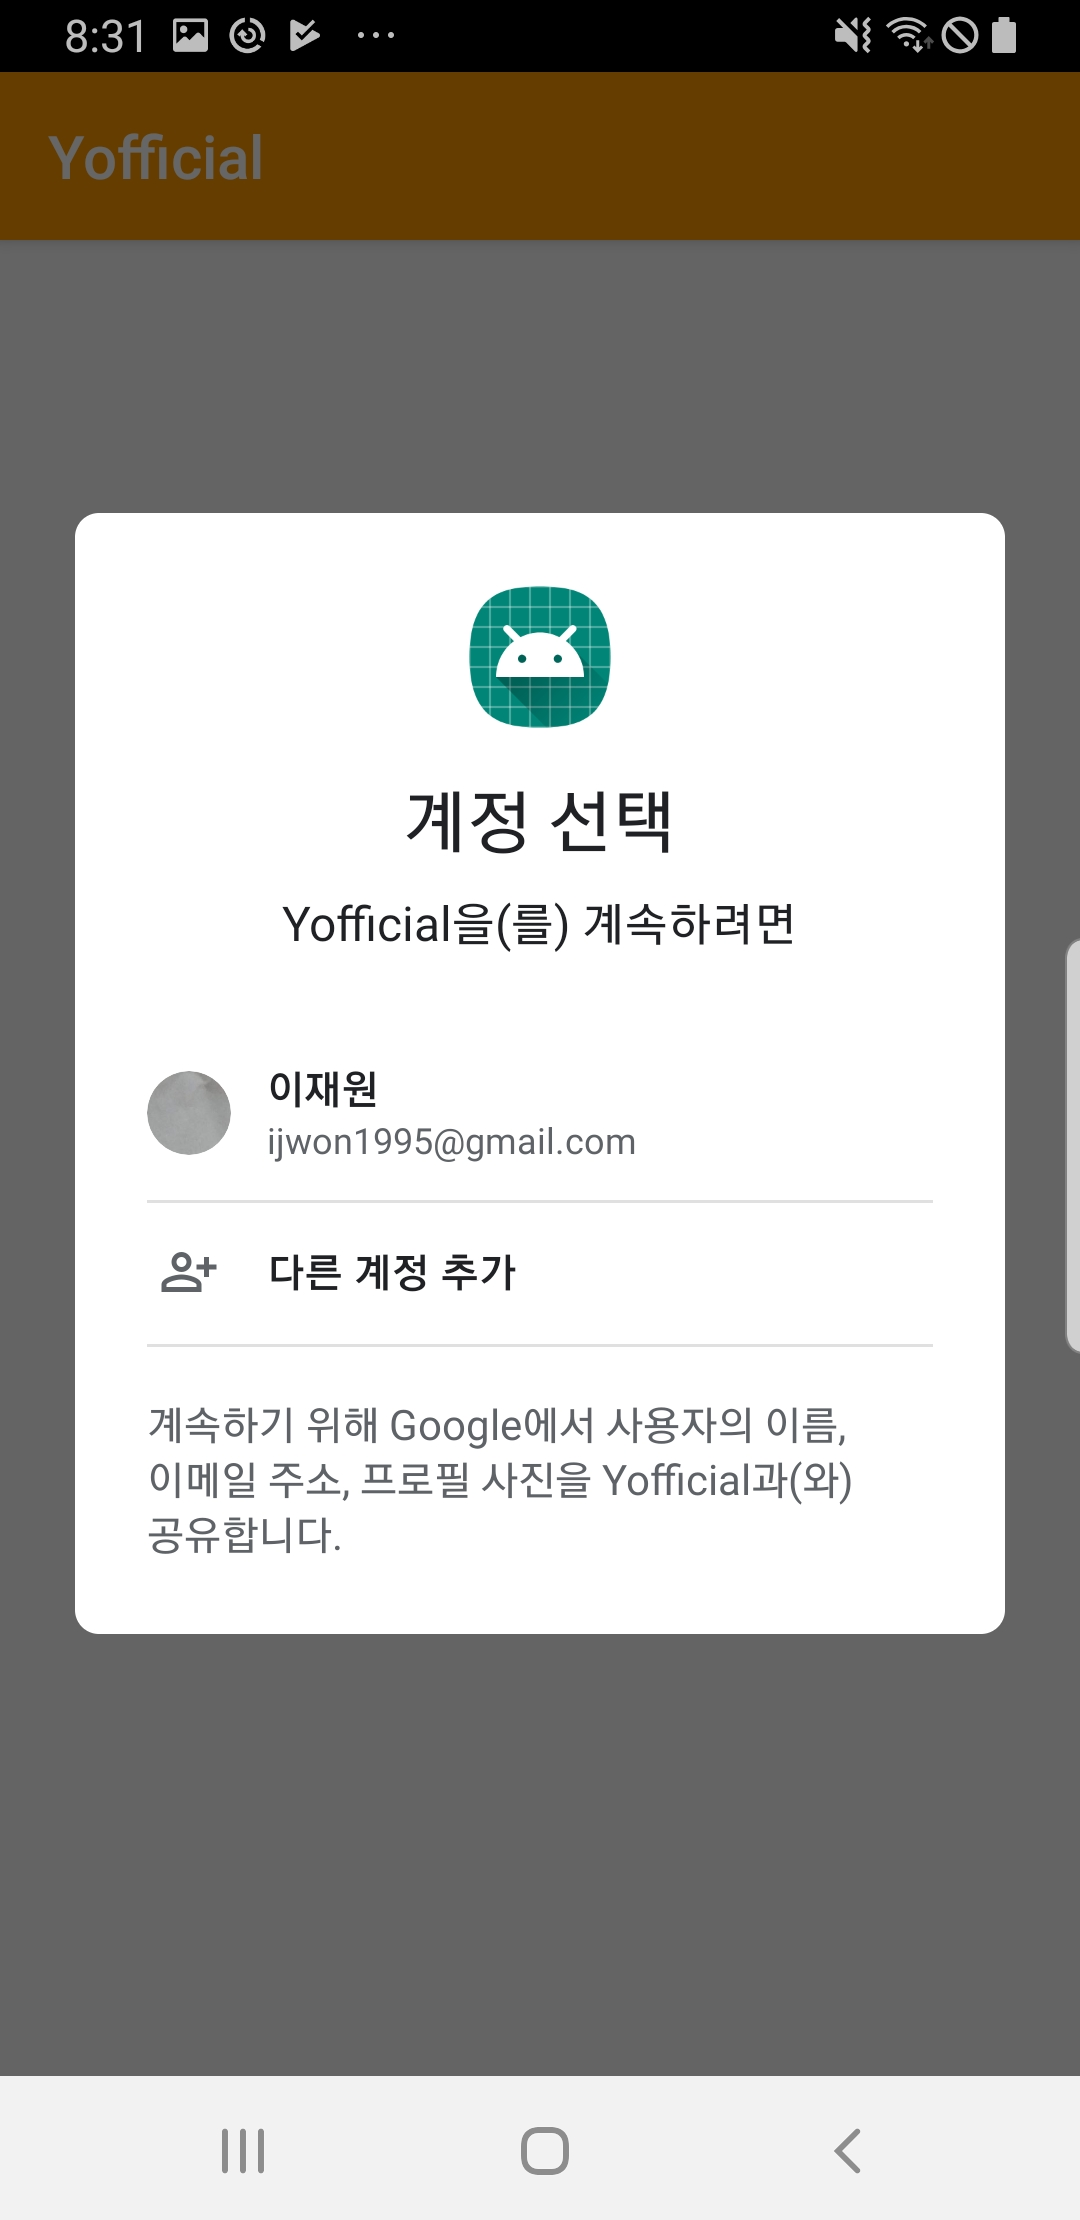 8:31
Yofficial
계정 선택
Yofficial을(를) 계속하려면
이재원
ijwon1995@gmail.com
다른 계정 추가
계속하기 위해 Google에서 사용자의 이름,
이메일 주소, 프로필 사진을 Yofficial과(와)
공유합니다.